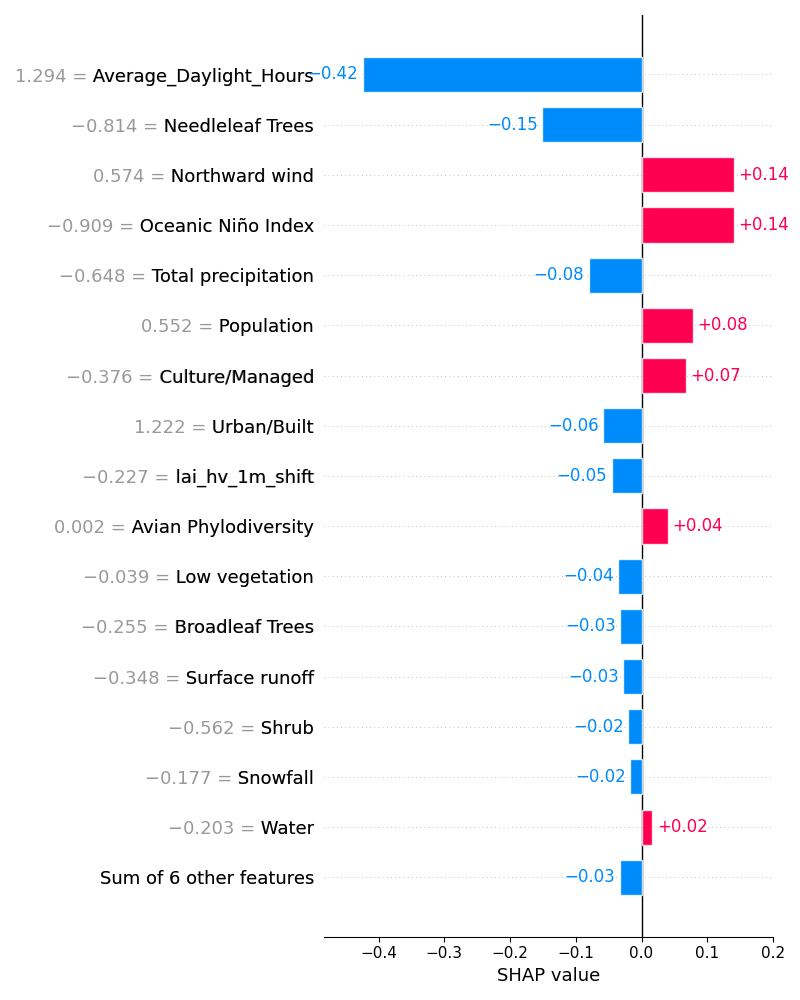 1.294 = Average_Daylight_Hours −0.42
−0.814 = Needleleaf Trees −0.15
0.574 = Northward wind +0.14
−0.909 = Oceanic Niño Index +0.14
−0.648 = Total precipitation −0.08
0.552 = Population +0.08
−0.376 = Culture/Managed +0.07
1.222 = Urban/Built −0.06
−0.227 = lai_hv_1m_shift −0.05
0.002 = Avian Phylodiversity +0.04
−0.039 = Low vegetation −0.04
−0.255 = Broadleaf Trees −0.03
−0.348 = Surface runoff −0.03
−0.562 = Shrub −0.02
−0.177 = Snowfall −0.02
−0.203 = Water +0.02
Sum of 6 other features −0.03
−0.4 −0.3 −0.2 −0.1 0.0 0.1 0.2
SHAP value